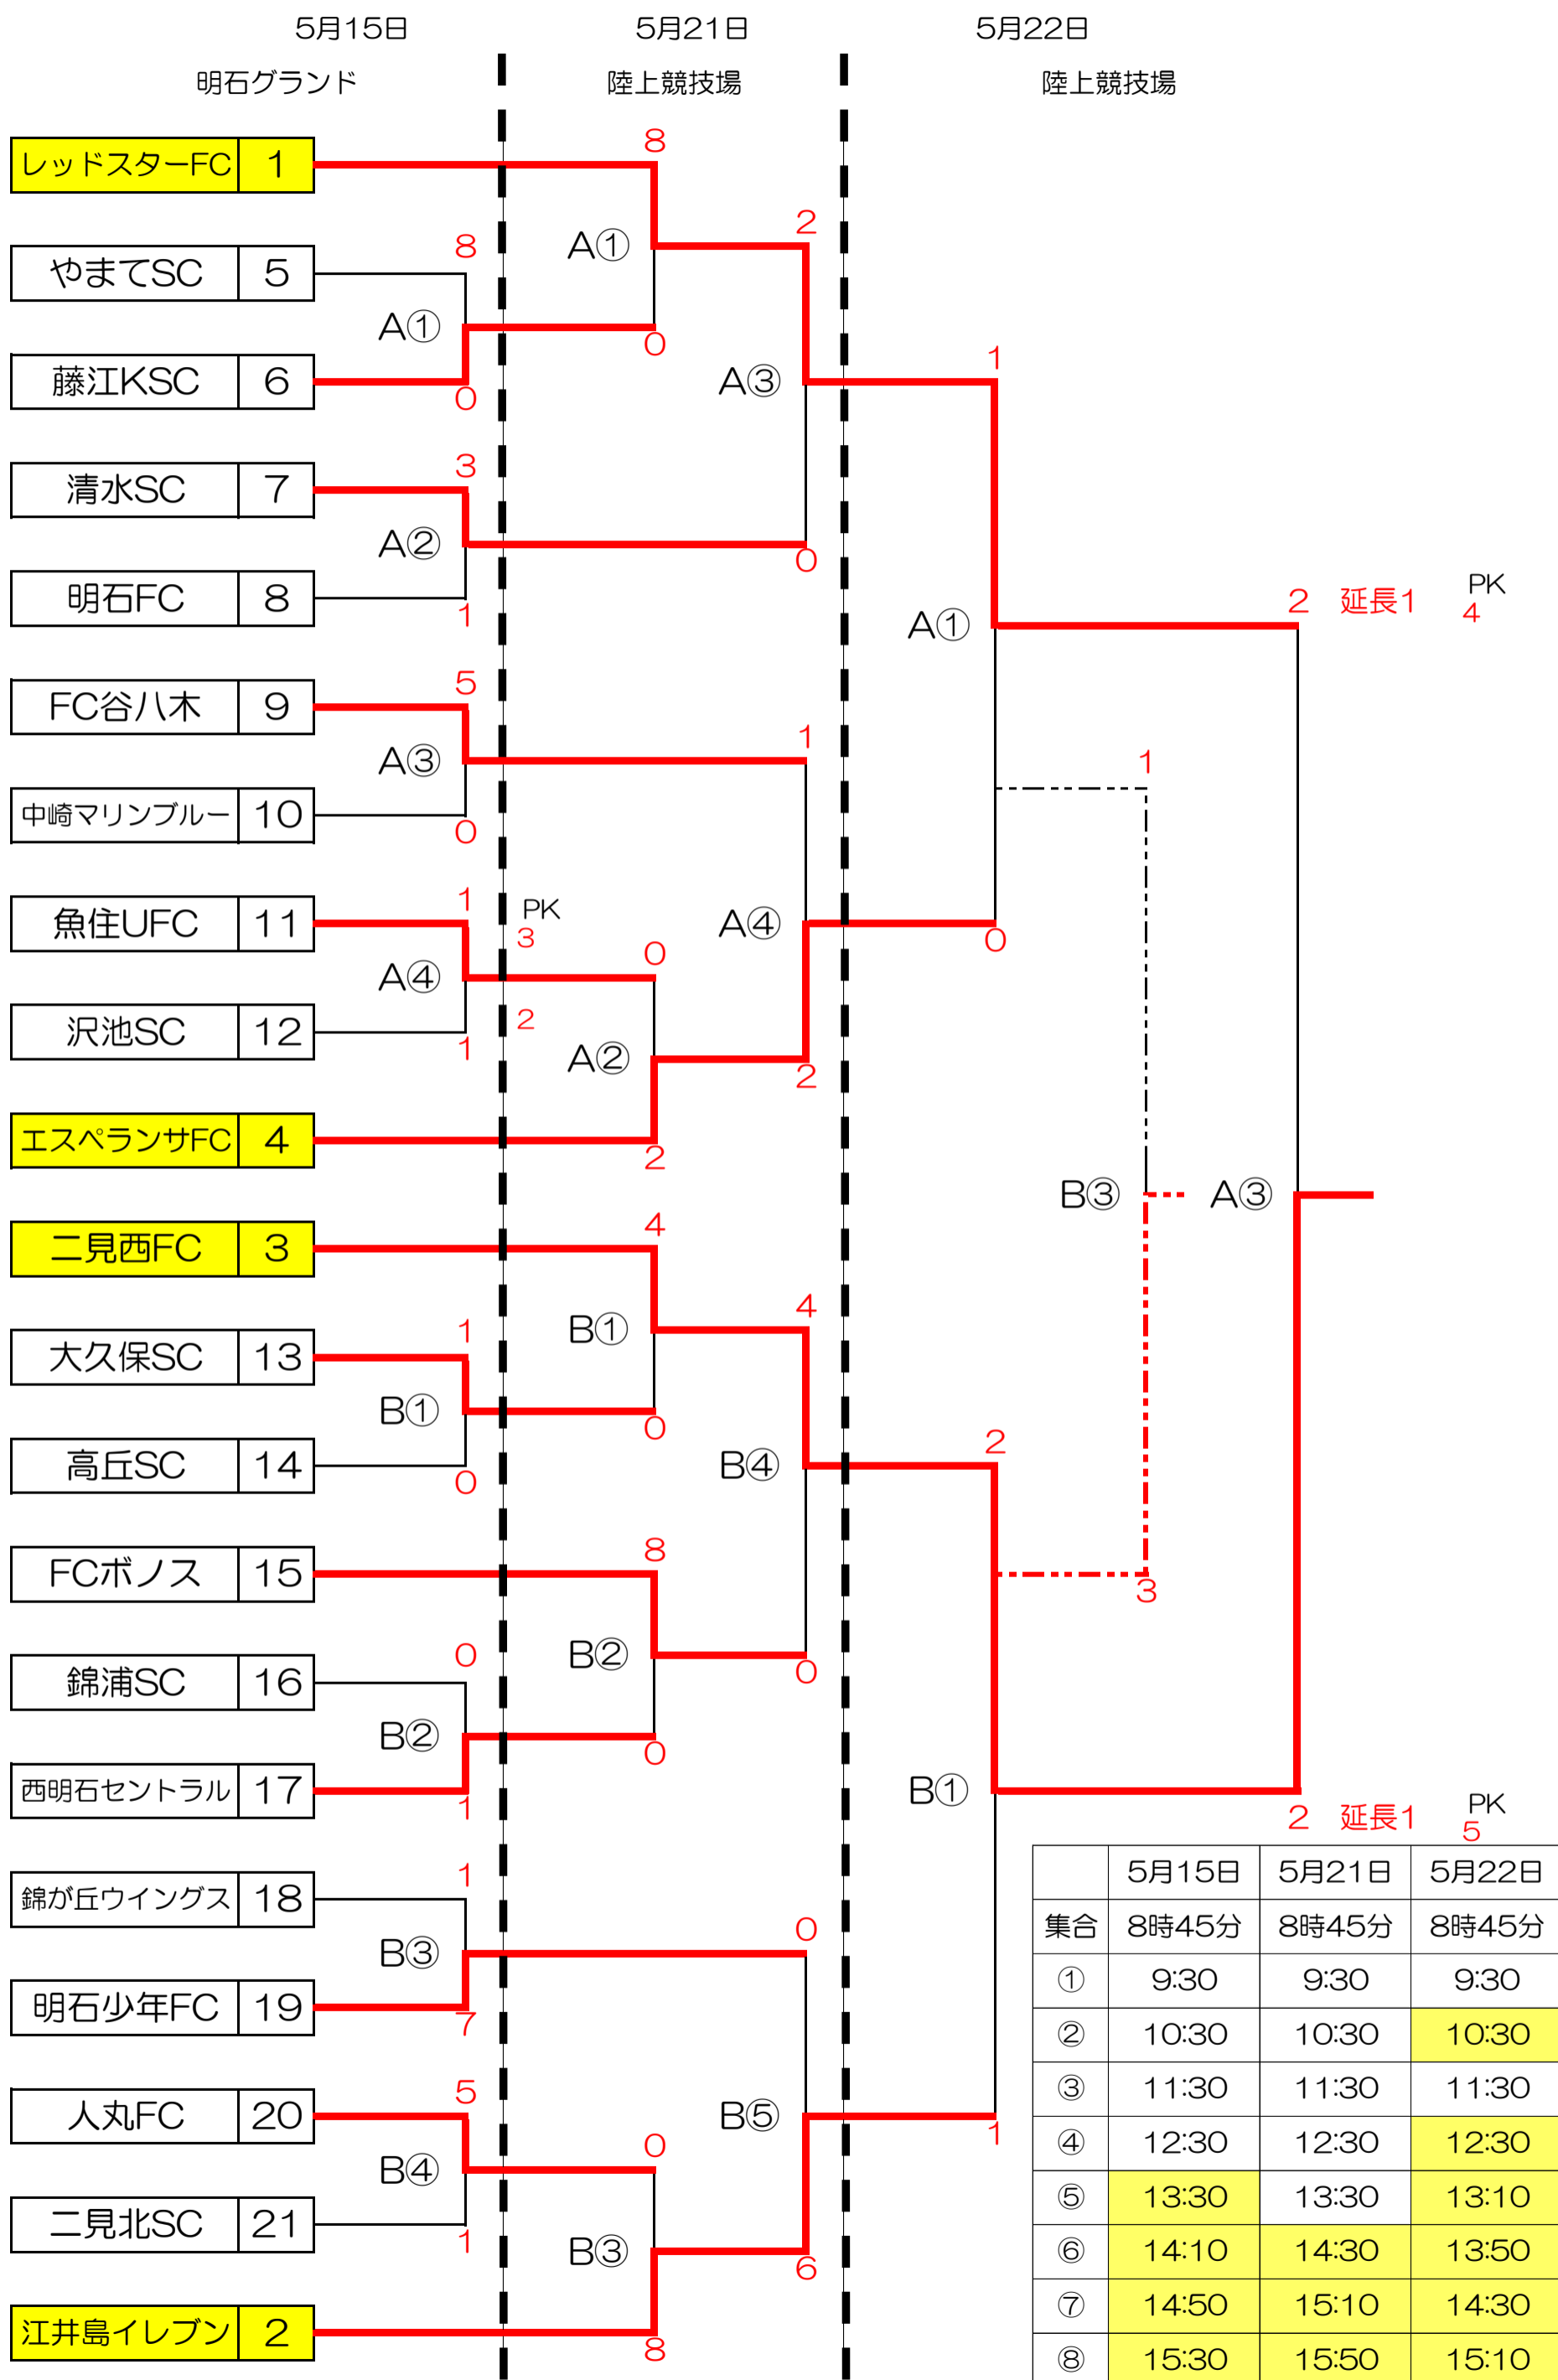 5月15日 5月21日 5月22日
明石グランド 陸上競技場 陸上競技場
8
レッドスターFC 1
2
8 A①
やまてSC 5
A① 0 1
藤江KSC 6 A③
0
3
清水SC 7
A② 0
明石FC 8 2 延長1 PK
1 A① 4
5
FC谷八木 9 1
A③ 1
中崎マリンブルー 10
0
1 PK
魚住UFC 11 3 A④ 0
0
A④
沢池SC 12 2
1 A② 2
エスペランサFC 4
2
B③ A③
4
二見西FC 3
4
1 B①
大久保SC 13
B① 0 2
高丘SC 14 B④
0
8
FCボノス 15 3
0 B② 0
錦浦SC 16
B② 0
西明石セントラル 17 B①
1 2 延長1 PK
5
1
錦が丘ウイングス 18
0
B③
明石少年FC 19
7
5
人丸FC 20 B⑤ 1
0
B④
二見北SC 21
1 B③ 6
江井島イレブン 2
8
5月15日 5月21日 5月22日
集合 8時45分 8時45分 8時45分
① 9:30 9:30 9:30
② 10:30 10:30 10:30
③ 11:30 11:30 11:30
④ 12:30 12:30 12:30
⑤ 13:30 13:30 13:10
⑥ 14:10 14:30 13:50
⑦ 14:50 15:10 14:30
⑧ 15:30 15:50 15:10